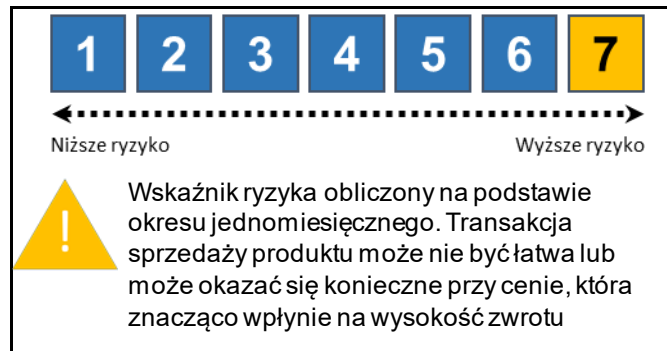 1 2 3 4 5 6 7
Niższe ryzyko Wyższe ryzyko
!
Wskaźnik ryzyka obliczony na podstawie
okresu jednomiesięcznego. Transakcja
sprzedaży produktu może nie być łatwa lub
może okazać się konieczne przy cenie, która
znacząco wpłynie na wysokość zwrotu